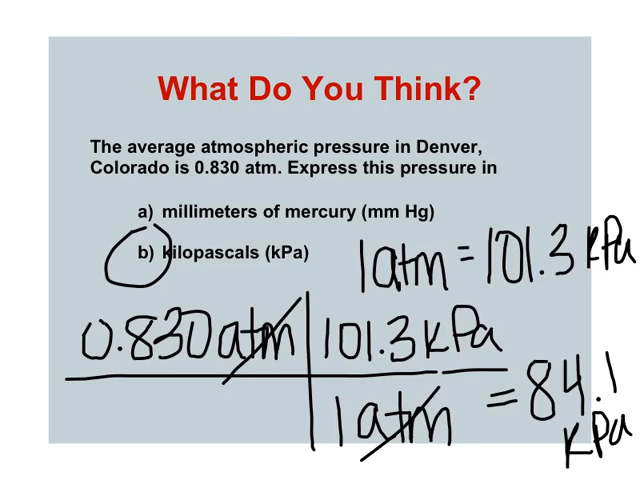 What Do You Think?
The average atmospheric pressure in Denver,
Colorado is 0.830 atm. Express this pressure in
a) millimeters of mercury (mm Hg)
b) kilopascals (kPa)
1 atm = 101.3 kPa
0.830 atm | 101.3 kPa
1 atm
= 84.1
kPa